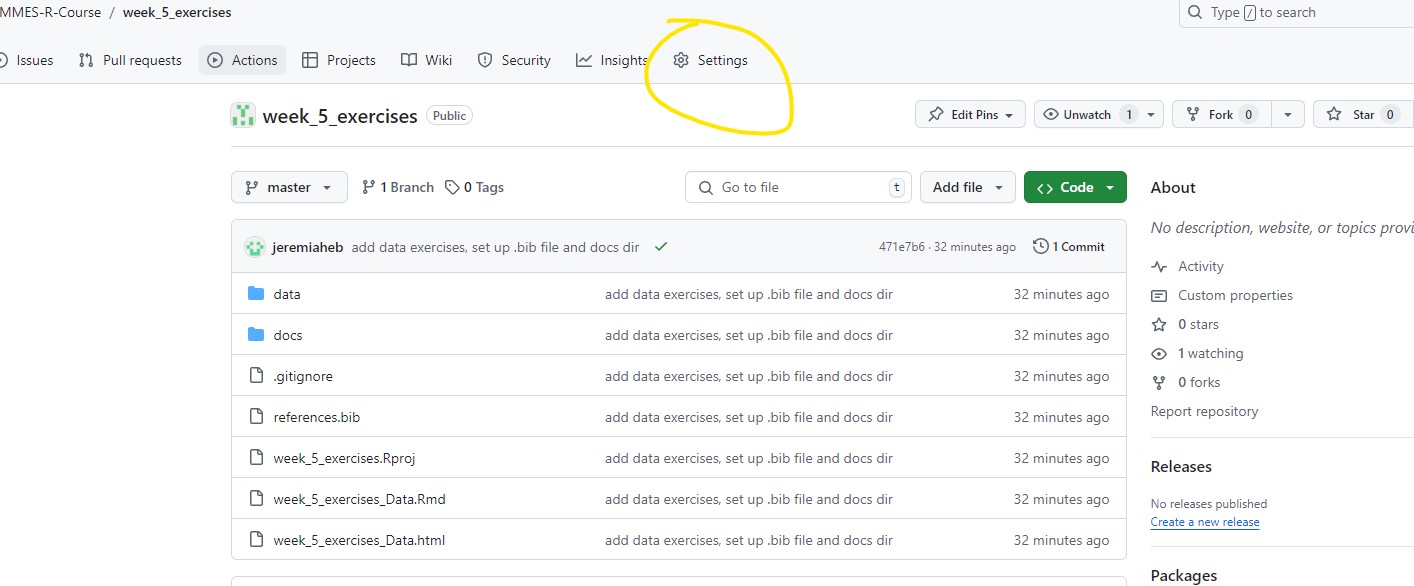 MMES-R-Course / week_5_exercises
Type / to search
Issues Pull requests Actions Projects Wiki Security Insights Settings
week_5_exercises Public
Edit Pins Unwatch 1 Fork 0 Star 0
master 1 Branch 0 Tags Go to file t Add file Code
jeremiaheb add data exercises, set up .bib file and docs dir 471e7b6 · 32 minutes ago 1 Commit
data add data exercises, set up .bib file and docs dir 32 minutes ago
docs add data exercises, set up .bib file and docs dir 32 minutes ago
.gitignore add data exercises, set up .bib file and docs dir 32 minutes ago
references.bib add data exercises, set up .bib file and docs dir 32 minutes ago
week_5_exercises.Rproj add data exercises, set up .bib file and docs dir 32 minutes ago
week_5_exercises_Data.Rmd add data exercises, set up .bib file and docs dir 32 minutes ago
week_5_exercises_Data.html add data exercises, set up .bib file and docs dir 32 minutes ago
About
No description, website, or topics provi
Activity
Custom properties
0 stars
1 watching
0 forks
Report repository
Releases
No releases published
Create a new release
Packages